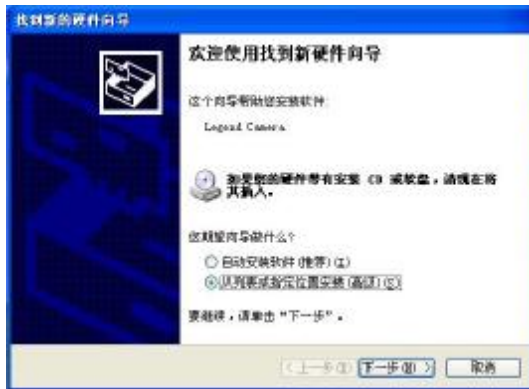 找到新的硬件向导
欢迎使用找到新硬件向导
这个向导帮助您安装软件:
Legend Camera
如果您的硬件带有安装 CD 或软盘，请现在将
其插入。
您期望向导做什么?
自动安装软件(推荐)(I)
从列表或指定位置安装(高级)(S)
要继续，请单击“下一步”。
<上一步(B) 下一步(N) > 取消